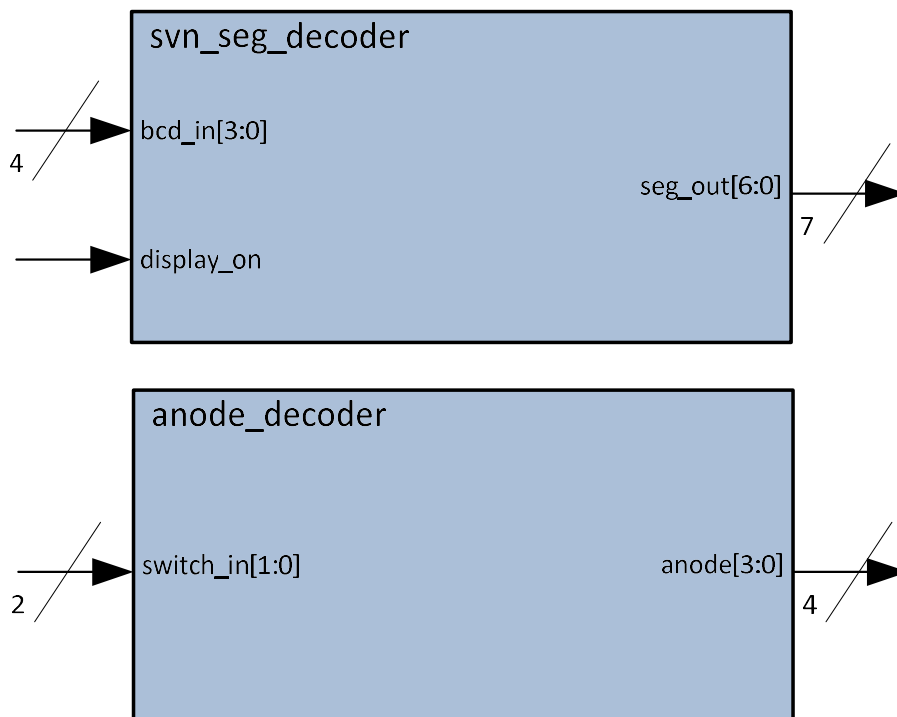 svn_seg_decoder
bcd_in[3:0]
4
seg_out[6:0]
7
display_on
anode_decoder
switch_in[1:0]
anode[3:0]
2
4